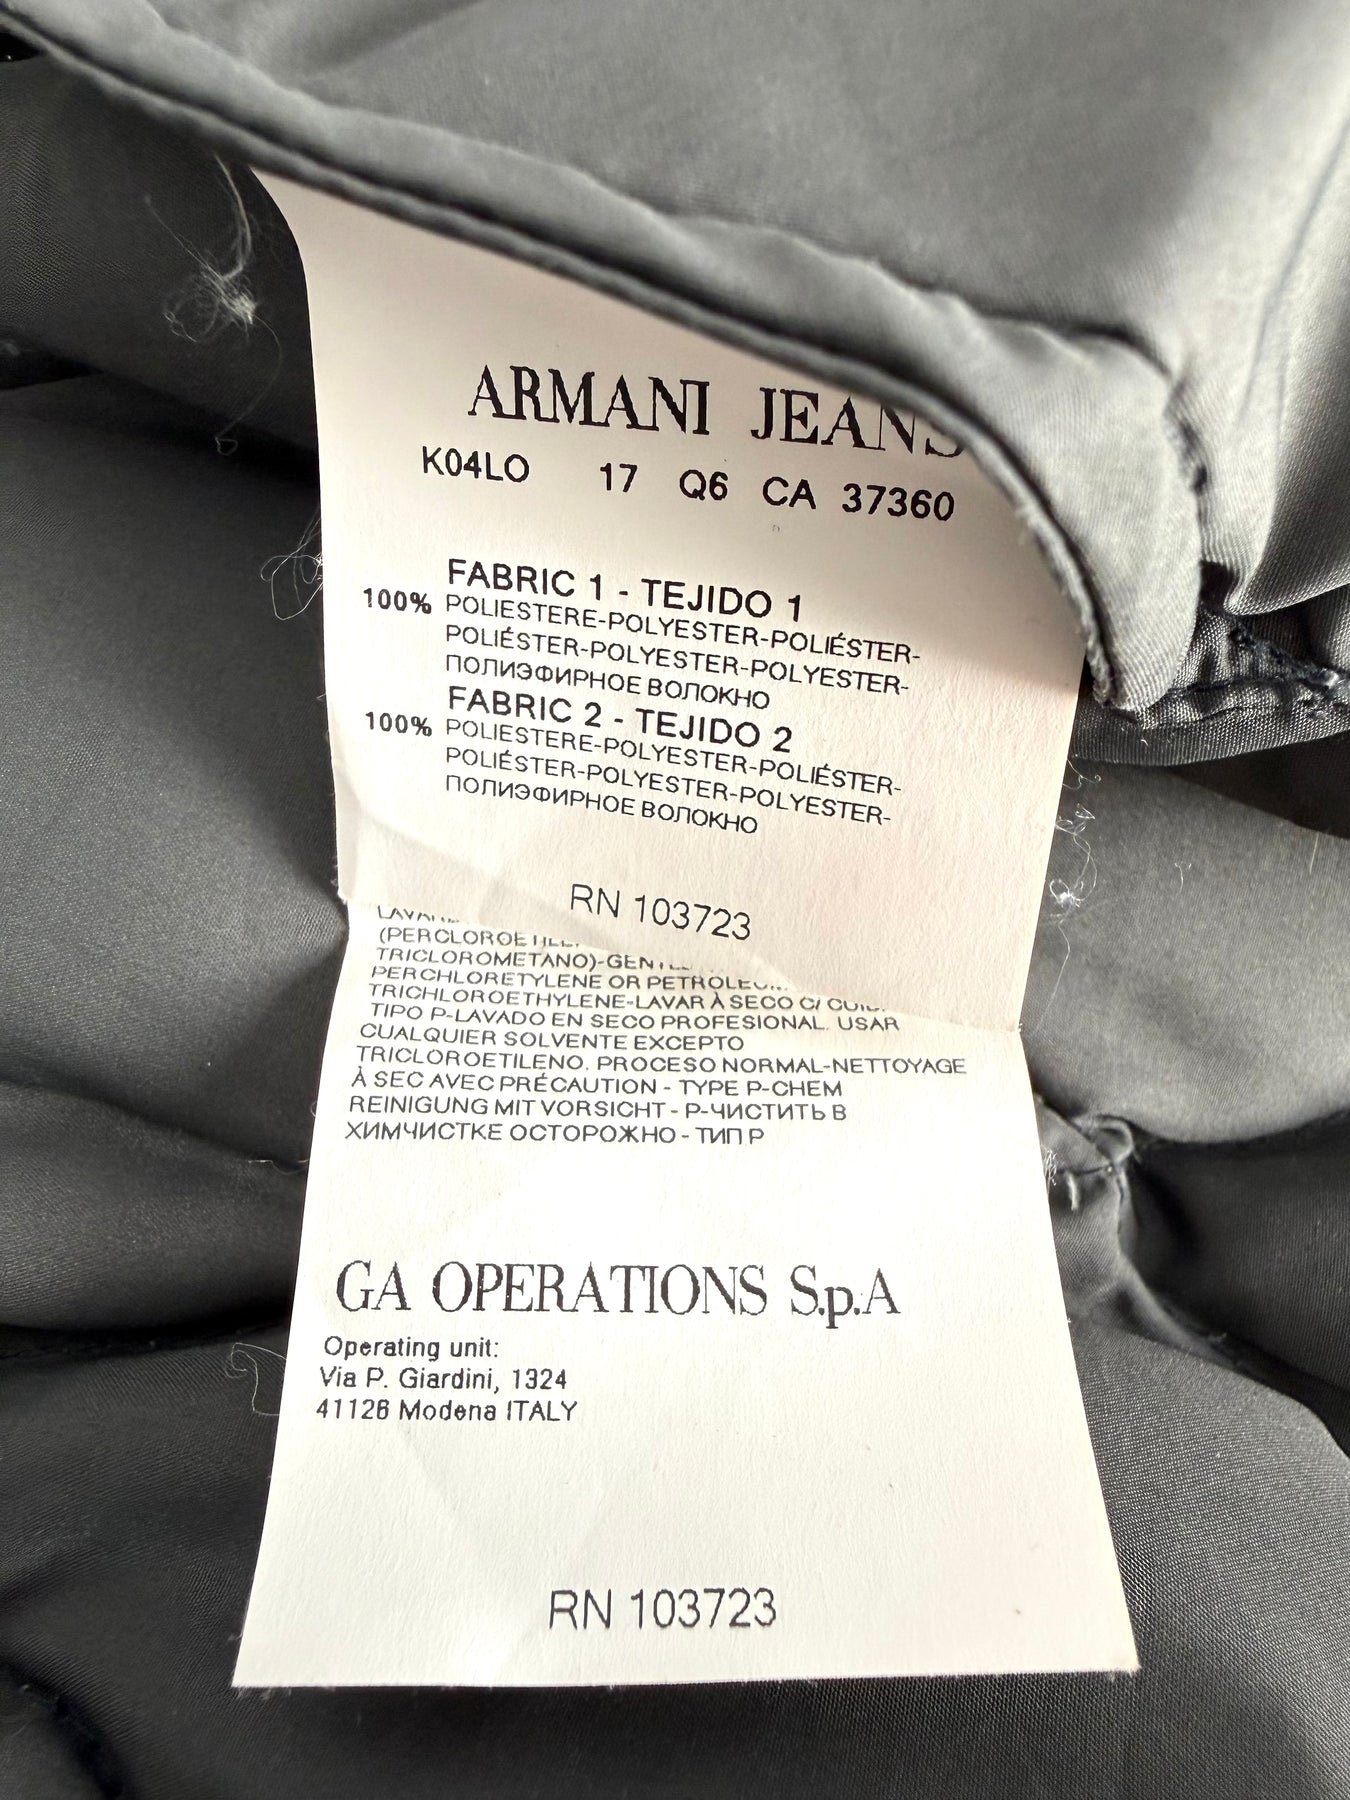 ARMANI JEANS
K04LO 17 Q6 CA 37360
FABRIC 1 - TEJIDO 1
100% POLIESTERE-POLYESTER-POLIÉSTER-
POLIÉSTER-POLYESTER-POLYESTER-
ПОЛИЭФИРНОЕ ВОЛОКНО
FABRIC 2 - TEJIDO 2
100% POLIESTERE-POLYESTER-POLIÉSTER-
POLIÉSTER-POLYESTER-POLYESTER-
ПОЛИЭФИРНОЕ ВОЛОКНО
RN 103723
TRICLOROMETANO)-
PERCHLORETYLENE OR
TRICHLOROETHYLENE-LAVAR À SECO C/
TIPO P-LAVADO EN SECO PROFESIONAL. USAR
CUALQUIER SOLVENTE EXCEPTO
TRICLOROETILENO. PROCESO NORMAL-NETTOYAGE
À SEC AVEC PRÉCAUTION - TYPE P-CHEM
REINIGUNG MIT VORSICHT - P-ЧИСТИТЬ В
ХИМЧИСТКЕ ОСТОРОЖНО - ТИП Р
GA OPERATIONS S.p.A
Operating unit:
Via P. Giardini, 1324
41126 Modena ITALY
RN 103723